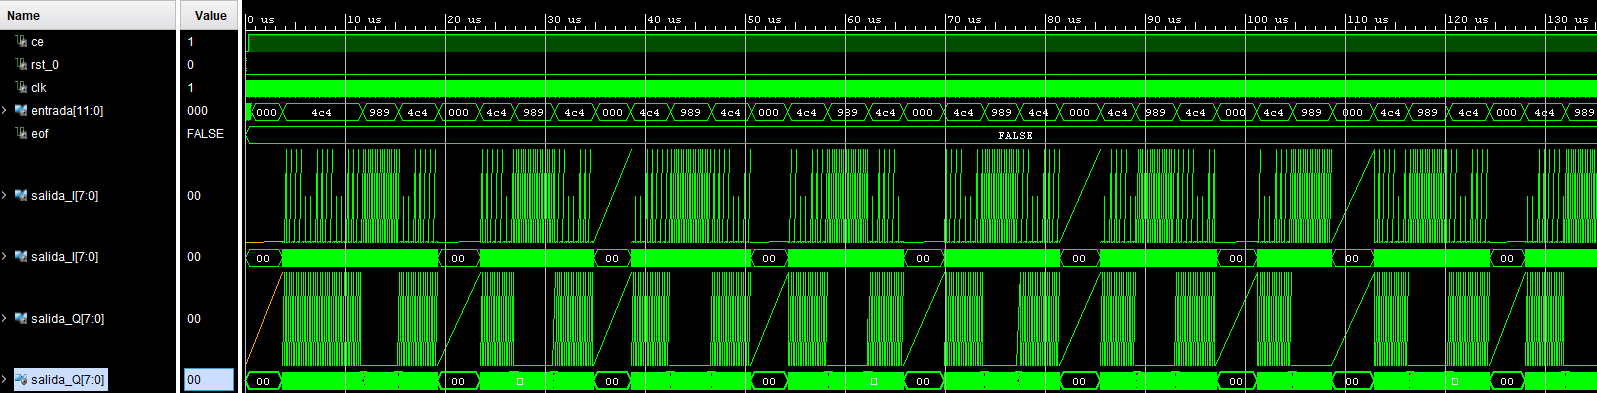 Name Value 0 us 10 us 20 us 30 us 40 us 50 us 60 us 70 us 80 us 90 us 100 us 110 us 120 us 130 us
ce 1
rst_0 0
clk 1
entrada[11:0] 000 000 4c4 989 4c4 000 4c4 989 4c4 000 4c4 989 4c4 000 4c4 989 4c4 000 4c4 989 4c4 000 4c4 989 4c4 000 4c4 989 4c4 000 4c4 989 4c4 000 4c4 989
eof FALSE FALSE
salida_I[7:0] 00
salida_I[7:0] 00 00 00 00 00 00 00 00 00 00
salida_Q[7:0] 00
salida_Q[7:0] 00 00 00 00 00 00 00 00 00 00